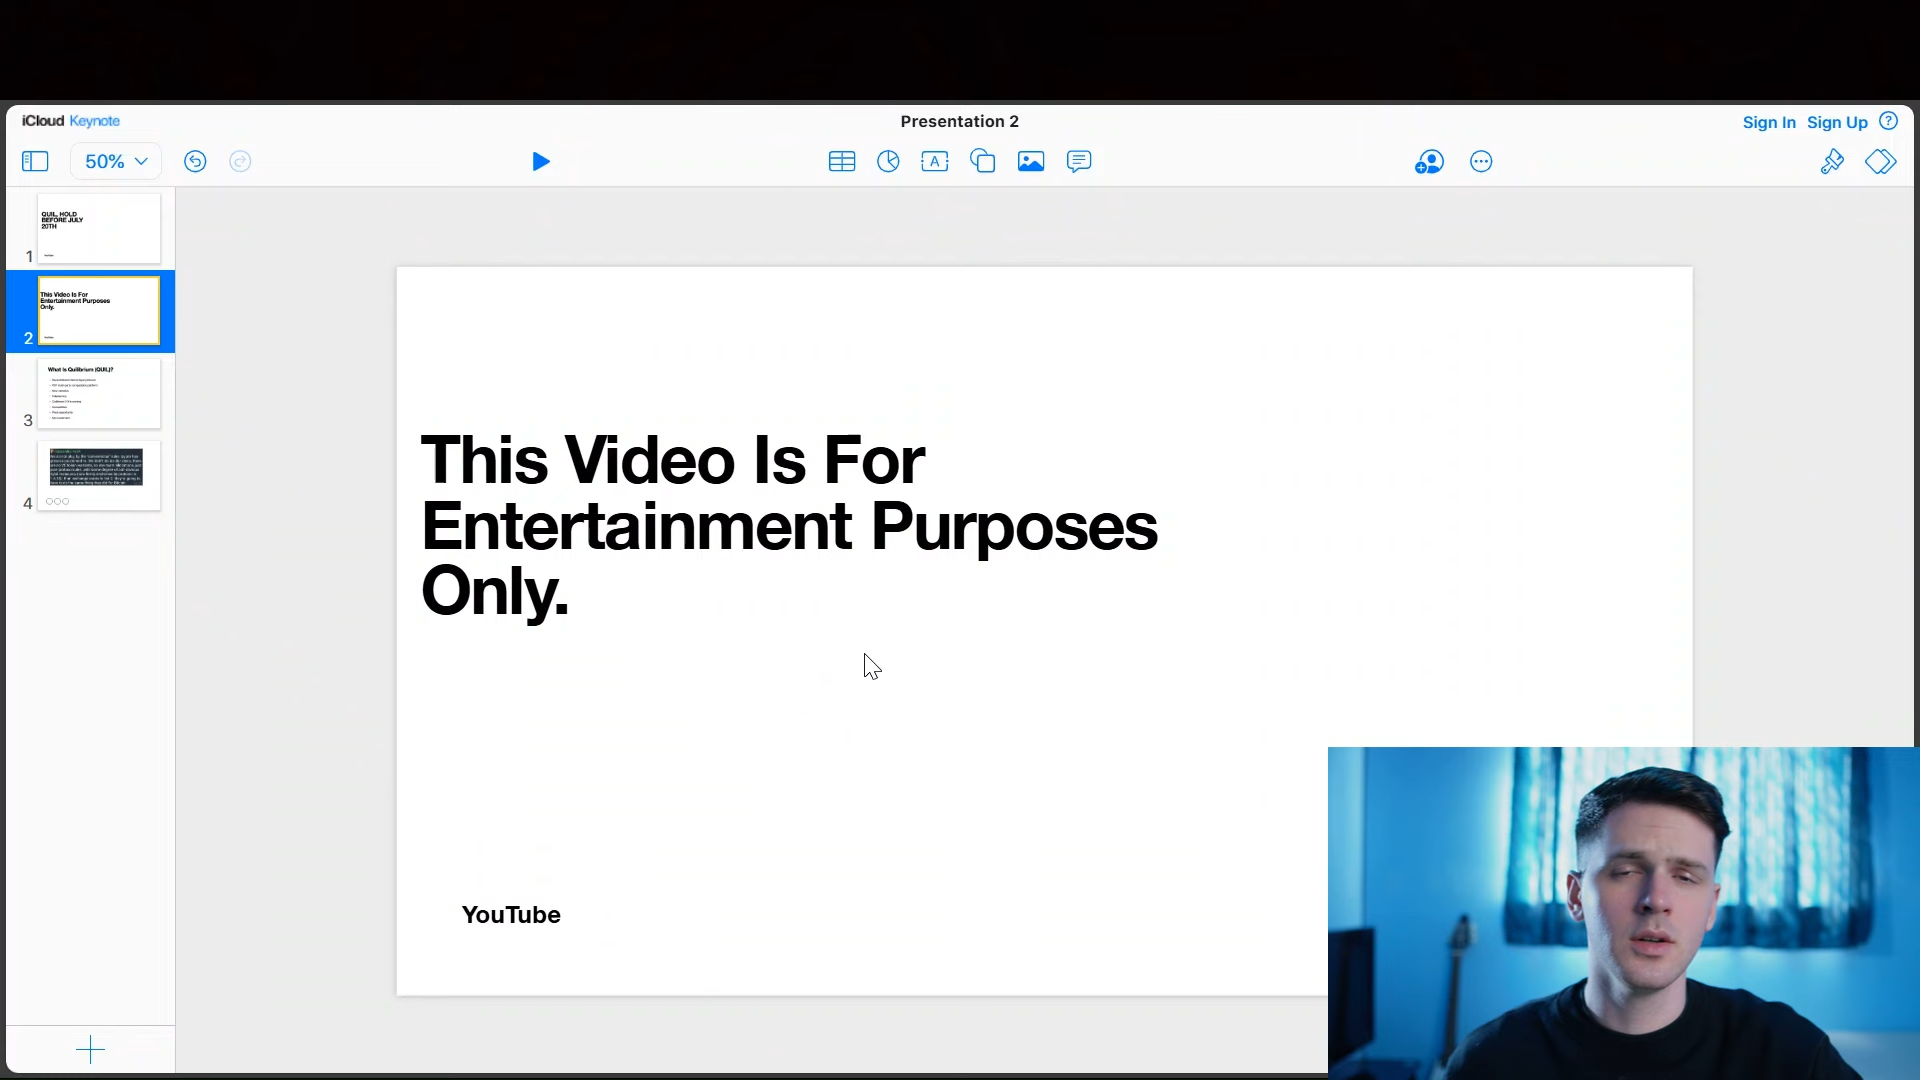 iCloud Keynote
Presentation 2
Sign In Sign Up
50%
QUIL, HOLD
BEFORE JULY
20TH
1
This Video Is For
Entertainment Purposes
Only.
2
What Is Quilibrium (QUIL)?
3
4
This Video Is For
Entertainment Purposes
Only.
YouTube